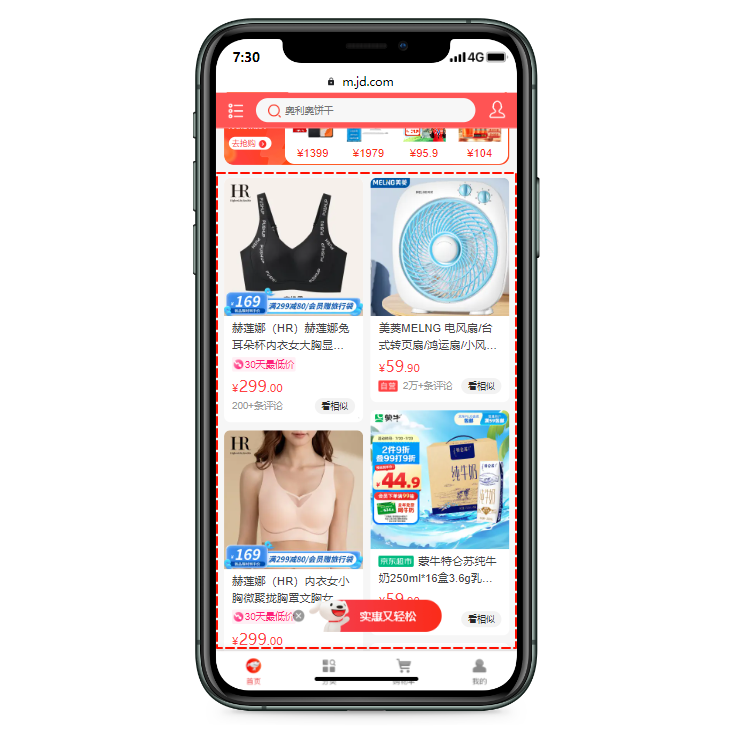 7:30
4G
m.jd.com
奥利奥饼干
去抢购
¥1399
¥1979
¥95.9
¥104
HR
PUSHUP
169
满299减80/会员赠旅行袋
赫莲娜（HR）赫莲娜兔
耳朵杯内衣女大胸显...
30天最低价
¥299.00
200+条评论
看相似
MELNG美菱
美菱MELNG 电风扇/台
式转页扇/鸿运扇/小风...
¥59.90
自营
2万+条评论
看相似
HR
169
满299减80/会员赠旅行袋
赫莲娜（HR）内衣女小
胸微聚拢胸罩文胸女
30天最低价
¥299.00
蒙牛
2件9折
叠99打9折
¥44.9
纯牛奶
京东超市 蒙牛特仑苏纯牛
奶250ml*16盒3.6g乳...
¥59
看相似
实惠又轻松
首页
我的